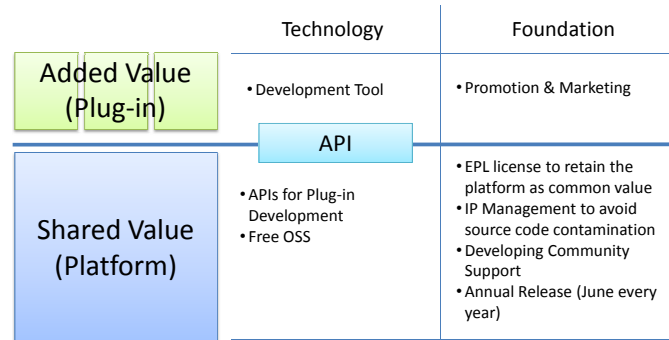 Technology
Foundation
Added Value
(Plug-in)
• Development Tool
• Promotion & Marketing
API
Shared Value
(Platform)
• APIs for Plug-in
Development
• Free OSS
• EPL license to retain the
platform as common value
• IP Management to avoid
source code contamination
• Developing Community
Support
• Annual Release (June every
year)